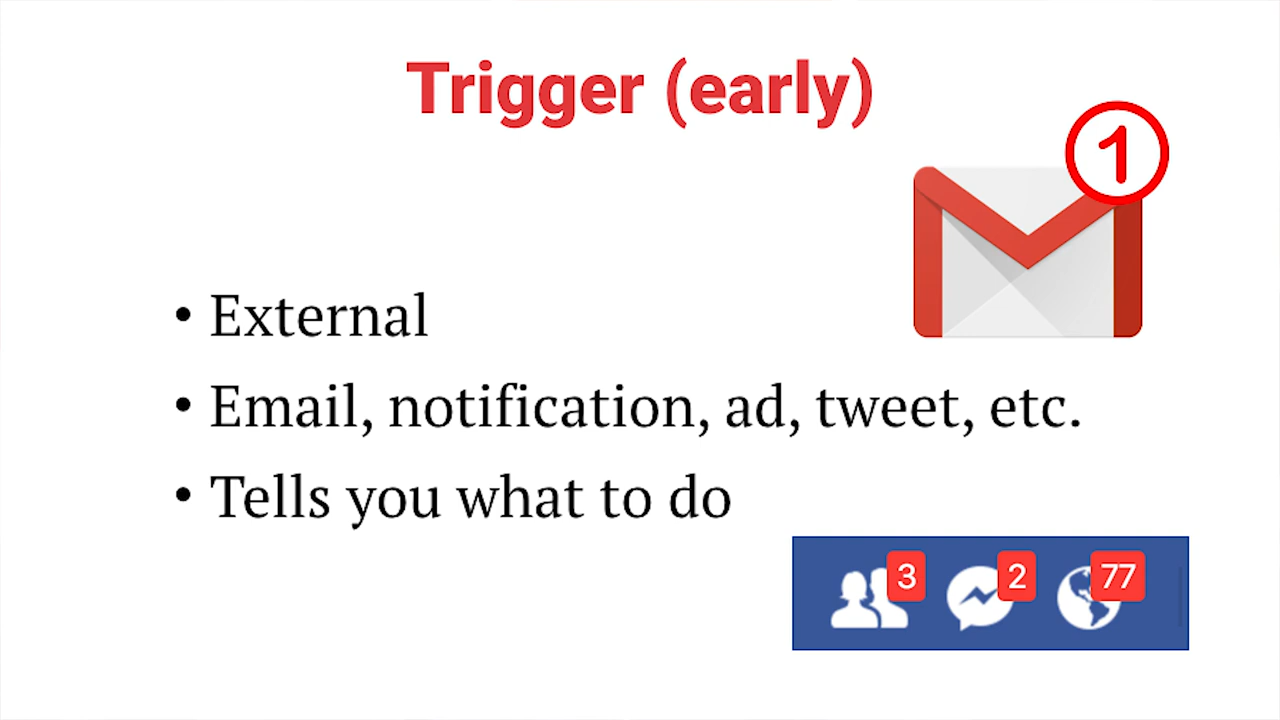 Trigger (early)
1
• External
• Email, notification, ad, tweet, etc.
• Tells you what to do
3 2 77